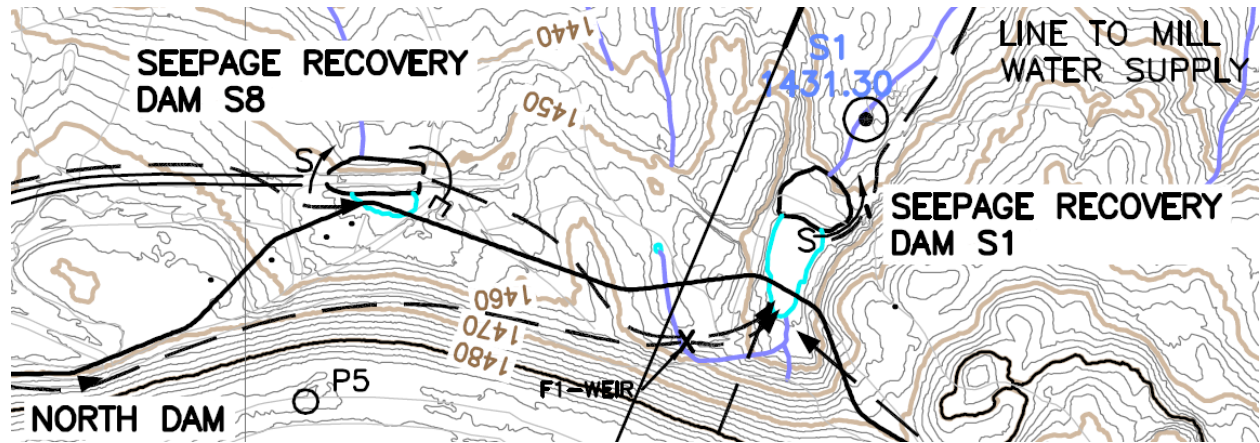 1440
S1
1431.30
LINE TO MILL
WATER SUPPLY
SEEPAGE RECOVERY
DAM S8
1450
S
SEEPAGE RECOVERY
DAM S1
S
1460
1470
1480
X
F1-WEIR
P5
NORTH DAM